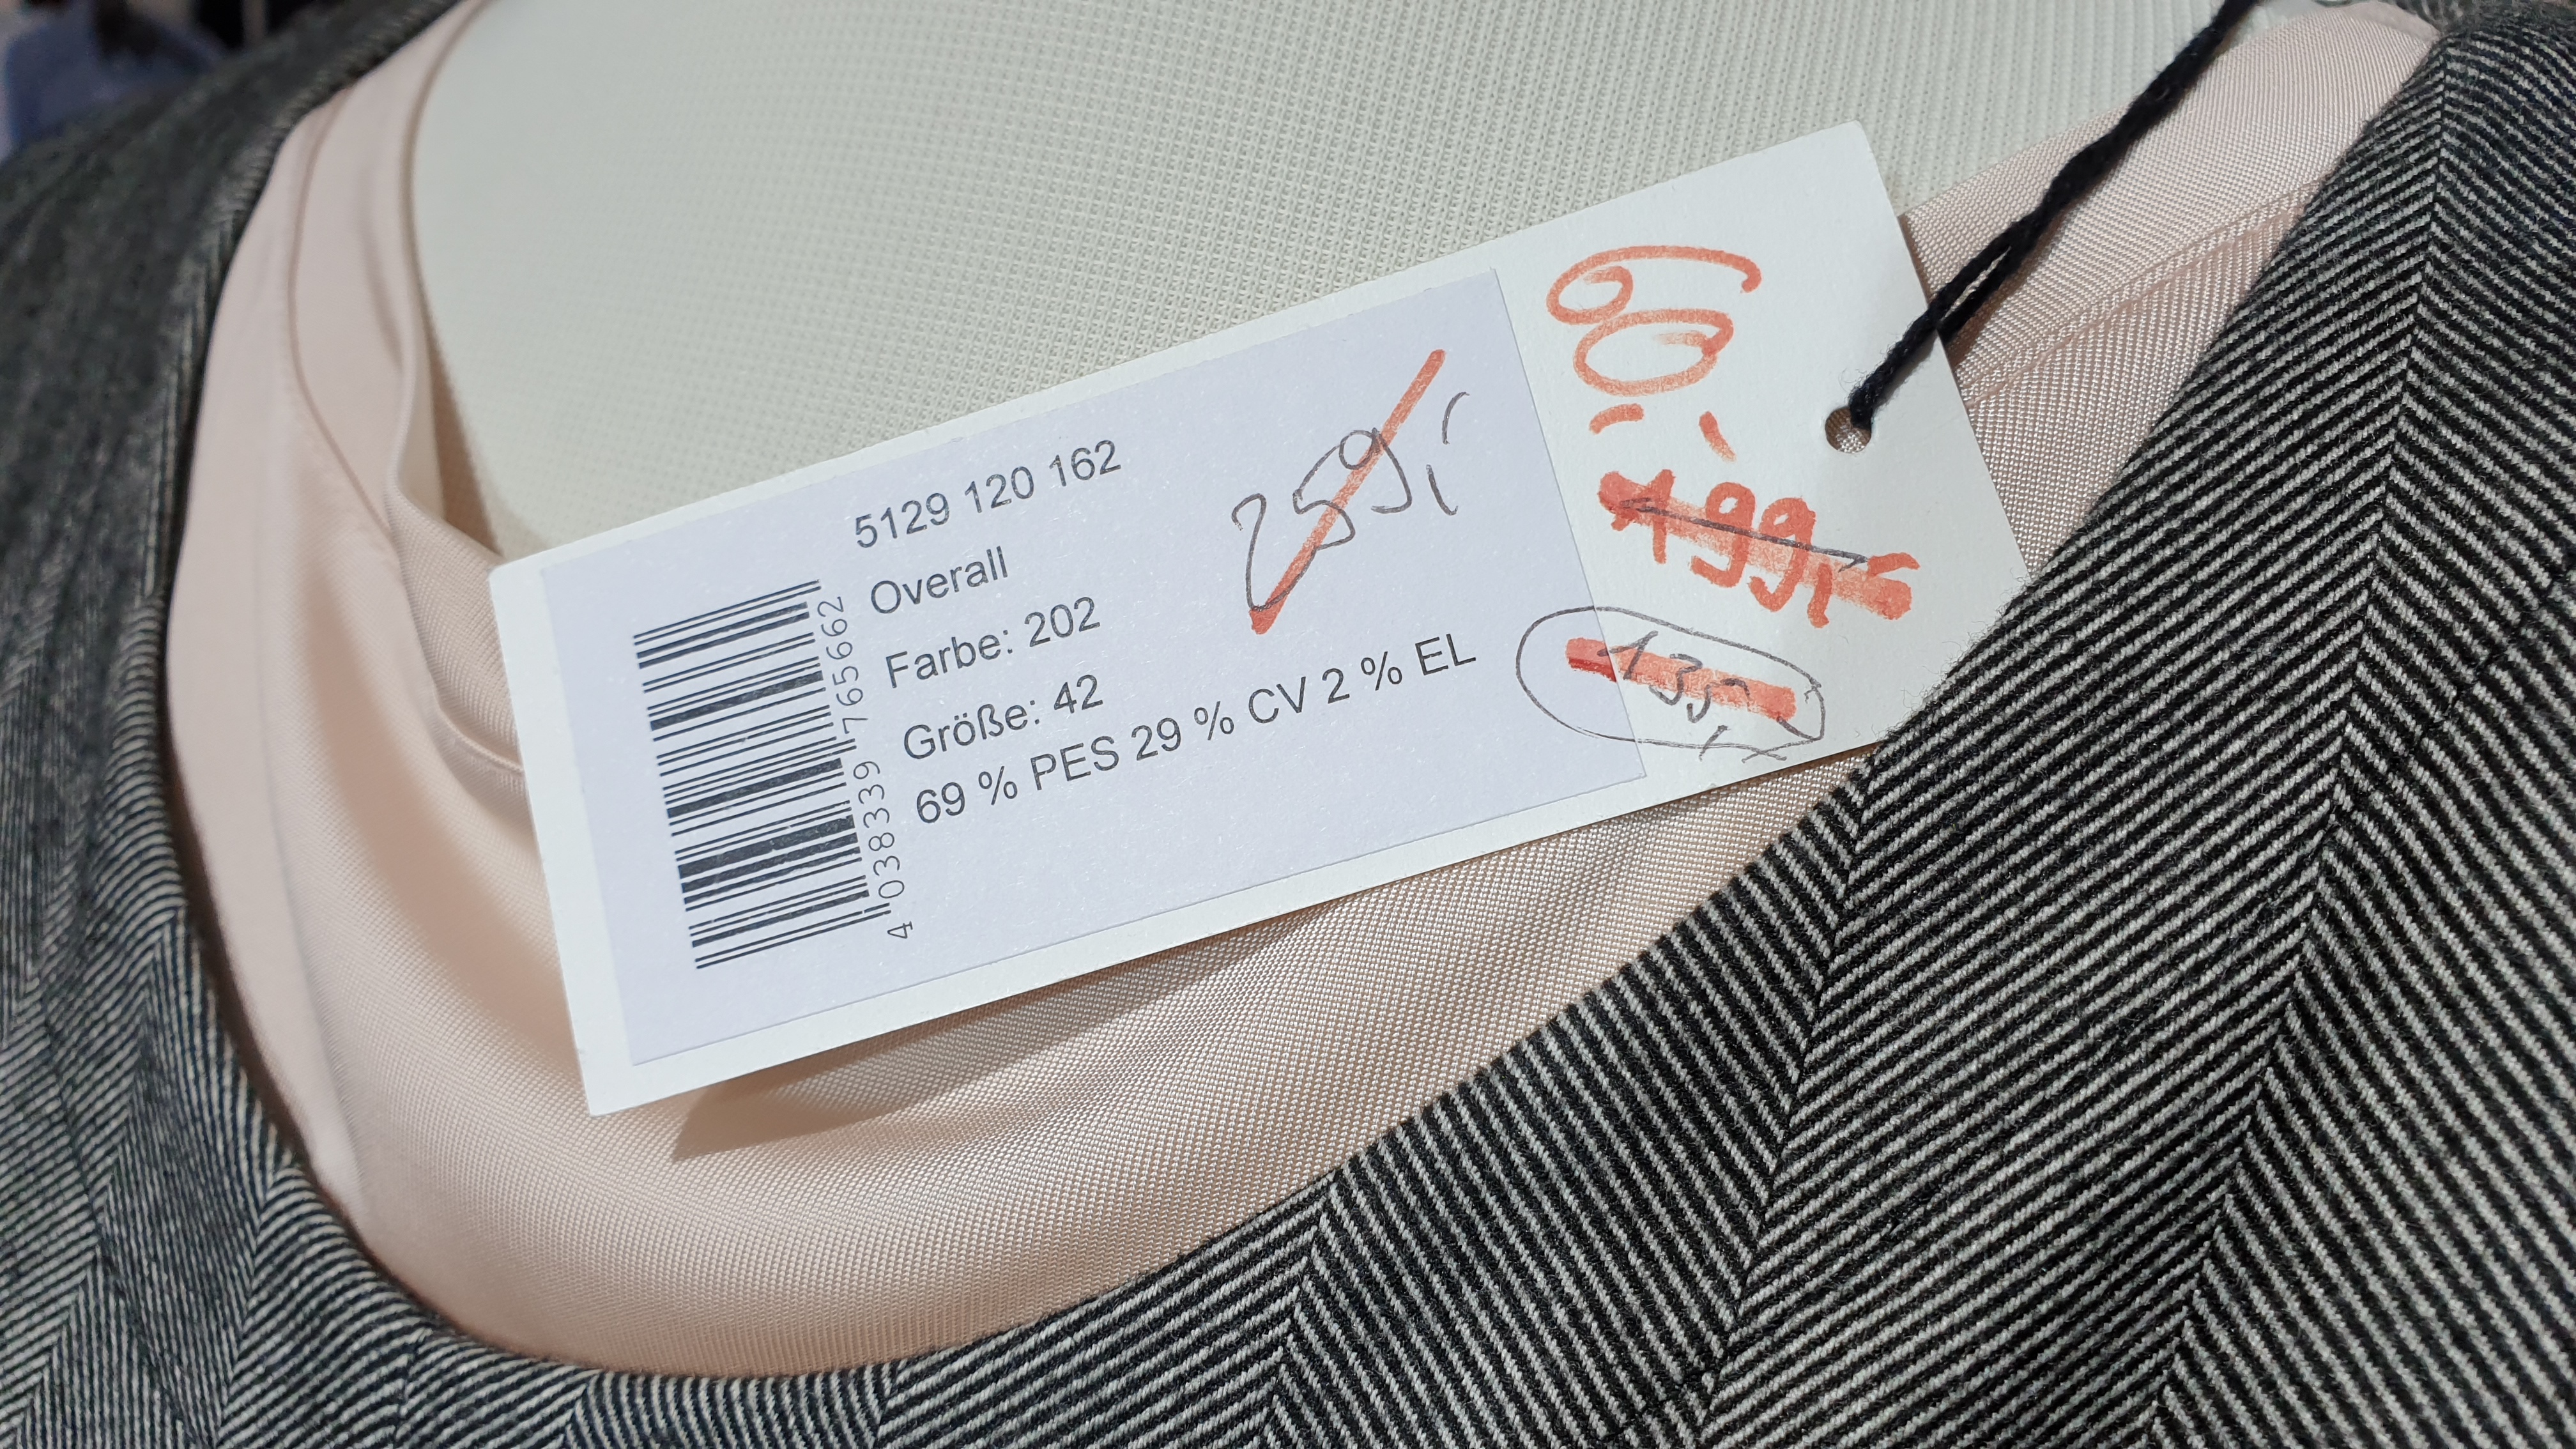 5129 120 162
Overall
Farbe: 202
Größe: 42
69 % PES 29 % CV 2 % EL
4 038339 765662
259,-
60,-
199,-